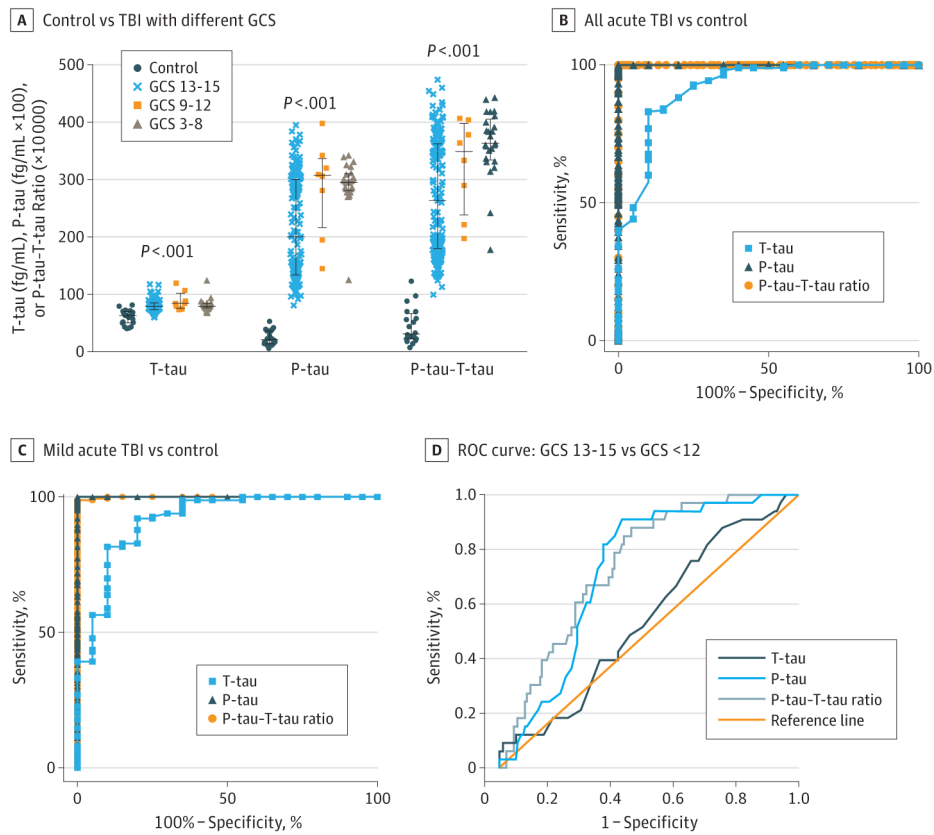 A Control vs TBI with different GCS
T-tau (fg/mL), P-tau (fg/mL ×100),
or P-tau–T-tau Ratio (×10 000)
500
400
300
200
100
0
Control
GCS 13-15
GCS 9-12
GCS 3-8
P <.001
P <.001
P <.001
T-tau
P-tau
P-tau–T-tau
B All acute TBI vs control
Sensitivity, %
100
50
0
T-tau
P-tau
P-tau–T-tau ratio
0
50
100
100% – Specificity, %
C Mild acute TBI vs control
Sensitivity, %
100
50
0
T-tau
P-tau
P-tau–T-tau ratio
0
50
100
100% – Specificity, %
D ROC curve: GCS 13-15 vs GCS <12
Sensitivity, %
1.0
0.8
0.6
0.4
0.2
0
T-tau
P-tau
P-tau–T-tau ratio
Reference line
0
0.2
0.4
0.6
0.8
1.0
1 – Specificity